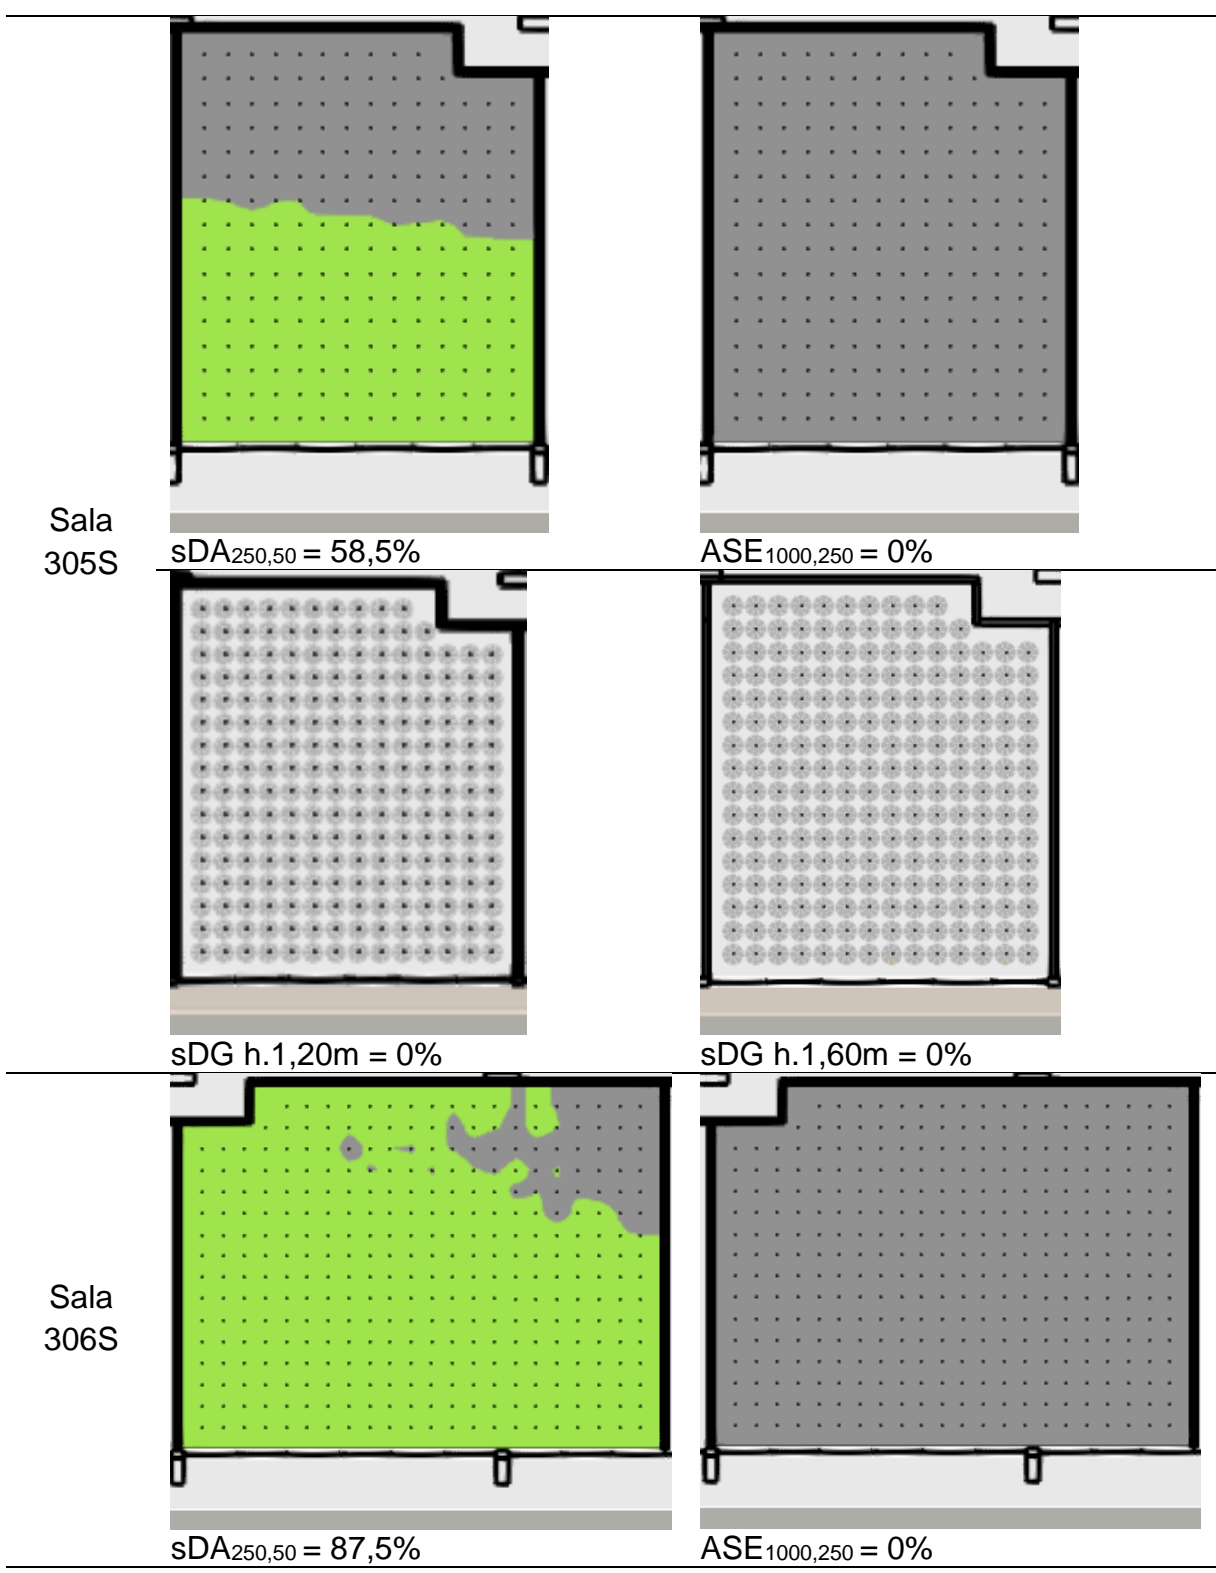 Sala
305S
sDA250,50 = 58,5%
ASE1000,250 = 0%
sDG h.1,20m = 0%
sDG h.1,60m = 0%
Sala
306S
sDA250,50 = 87,5%
ASE1000,250 = 0%